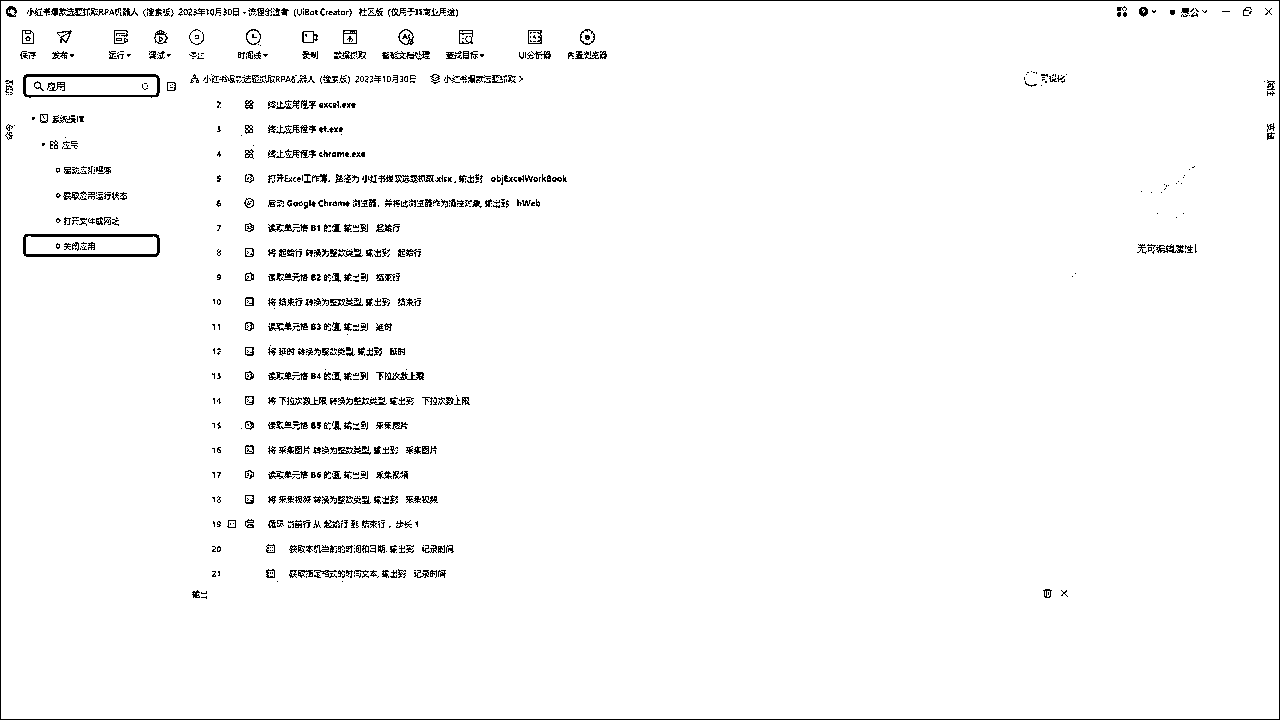 小红书爆款选题抓取RPA机器人（搜索版）2023年10月30日 - 流程创造者（UiBot Creator） 社区版（仅用于非商业用途）
愚公
保存 发布 运行 调试 停止 时间线 录制 数据抓取 智能文档处理 查找目标 UI分析器 内置浏览器
应用
小红书爆款选题抓取RPA机器人（搜索版）2023年10月30日 小红书爆款选题抓取 >
可视化
系统操作
应用
启动应用程序
获取应用运行状态
打开文件或网址
关闭应用
2 终止应用程序 excel.exe
3 终止应用程序 et.exe
4 终止应用程序 chrome.exe
5 打开Excel工作簿，路径为 小红书爆款选题抓取.xlsx，输出到 objExcelWorkBook
6 启动 Google Chrome 浏览器，并将此浏览器作为操控对象, 输出到 hWeb
7 读取单元格 B1 的值, 输出到 起始行
8 将 起始行 转换为整数类型, 输出到 起始行
9 读取单元格 B2 的值, 输出到 结束行
10 将 结束行 转换为整数类型, 输出到 结束行
11 读取单元格 B3 的值, 输出到 延时
12 将 延时 转换为整数类型, 输出到 延时
13 读取单元格 B4 的值, 输出到 下拉次数上限
14 将 下拉次数上限 转换为整数类型, 输出到 下拉次数上限
15 读取单元格 B5 的值, 输出到 采集图片
16 将 采集图片 转换为整数类型, 输出到 采集图片
17 读取单元格 B6 的值, 输出到 采集视频
18 将 采集视频 转换为整数类型, 输出到 采集视频
19 循环 当前行 从 起始行 到 结束行，步长 1
20 获取本机当前的时间和日期, 输出到 记录时间
21 获取指定格式的时间文本, 输出到 记录时间
无可编辑属性！
输出